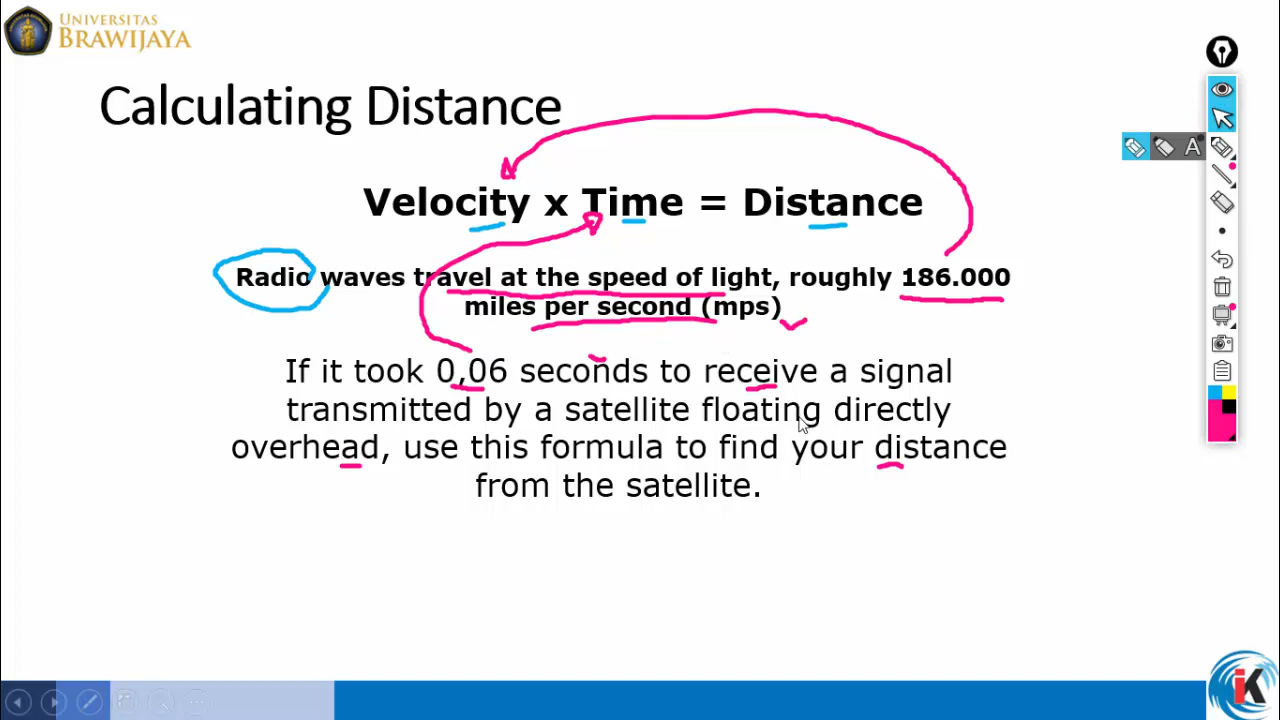 UNIVERSITAS
BRAWIJAYA
Calculating Distance
Velocity x Time = Distance
Radio waves travel at the speed of light, roughly 186.000
miles per second (mps)
If it took 0,06 seconds to receive a signal
transmitted by a satellite floating directly
overhead, use this formula to find your distance
from the satellite.
A
iK